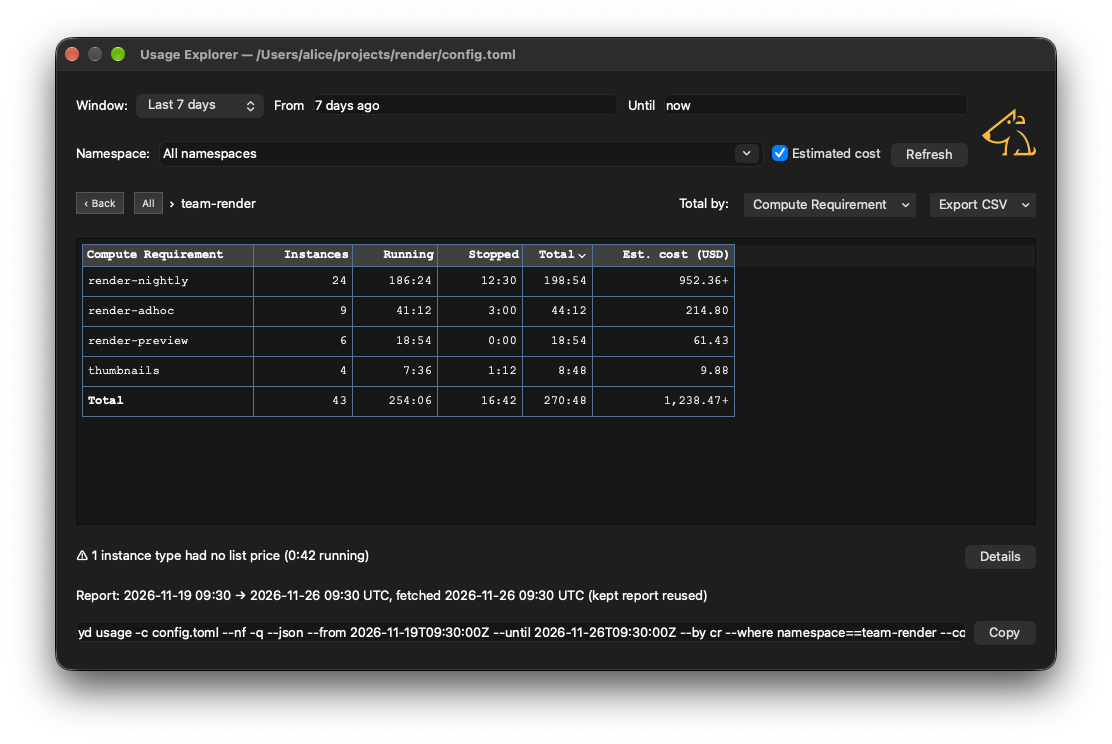 Usage Explorer — /Users/alice/projects/render/config.toml
Window: Last 7 days From 7 days ago Until now
Namespace: All namespaces Estimated cost Refresh
‹ Back All › team-render Total by: Compute Requirement Export CSV
Compute Requirement Instances Running Stopped Total Est. cost (USD)
render-nightly 24 186:24 12:30 198:54 952.36+
render-adhoc 9 41:12 3:00 44:12 214.80
render-preview 6 18:54 0:00 18:54 61.43
thumbnails 4 7:36 1:12 8:48 9.88
Total 43 254:06 16:42 270:48 1,238.47+
⚠ 1 instance type had no list price (0:42 running) Details
Report: 2026-11-19 09:30 → 2026-11-26 09:30 UTC, fetched 2026-11-26 09:30 UTC (kept report reused)
yd usage -c config.toml --nf -q --json --from 2026-11-19T09:30:00Z --until 2026-11-26T09:30:00Z --by cr --where namespace==team-render --co Copy